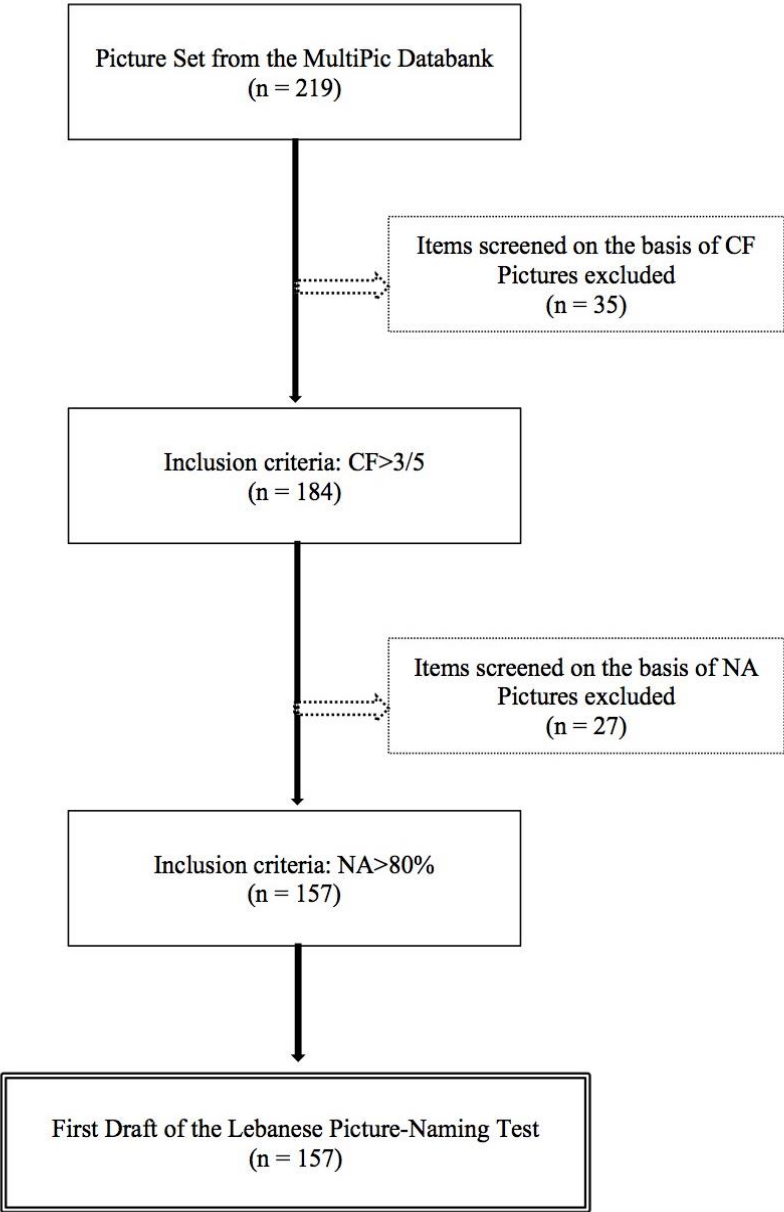 Picture Set from the MultiPic Databank
(n = 219)
Items screened on the basis of CF
Pictures excluded
(n = 35)
Inclusion criteria: CF>3/5
(n = 184)
Items screened on the basis of NA
Pictures excluded
(n = 27)
Inclusion criteria: NA>80%
(n = 157)
First Draft of the Lebanese Picture-Naming Test
(n = 157)